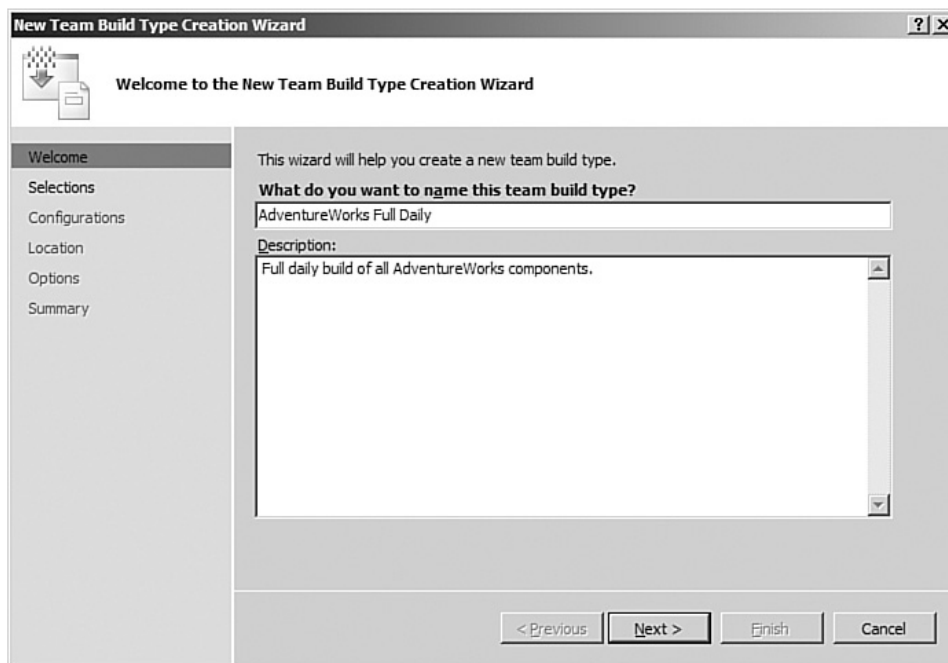 New Team Build Type Creation Wizard
Welcome to the New Team Build Type Creation Wizard
Welcome
Selections
Configurations
Location
Options
Summary
This wizard will help you create a new team build type.
What do you want to name this team build type?
AdventureWorks Full Daily
Description:
Full daily build of all AdventureWorks components.
< Previous
Next >
Finish
Cancel